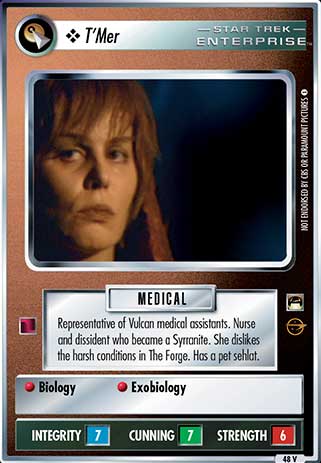 ❖ T'Mer
STAR TREK
ENTERPRISE™
NOT ENDORSED BY CBS OR PARAMOUNT PICTURES
MEDICAL
Representative of Vulcan medical assistants. Nurse
and dissident who became a Syrranite. She dislikes
the harsh conditions in The Forge. Has a pet sehlat.
Biology Exobiology
INTEGRITY 7 CUNNING 7 STRENGTH 6
48 V